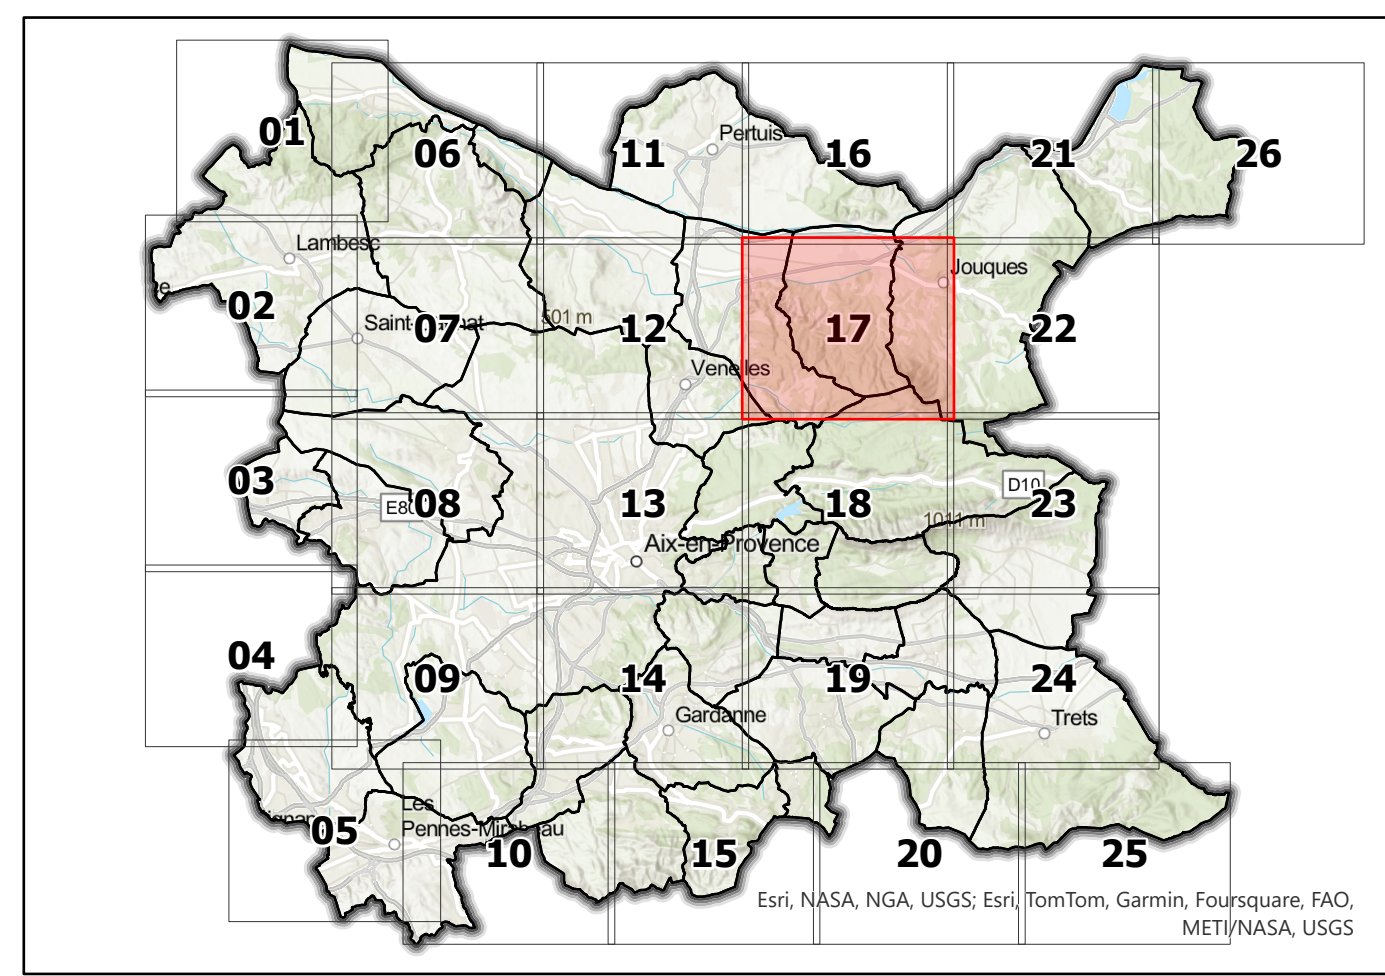 01
06
11
Pertuis
16
21
26
Lambesc
02
Jouques
Saint-
nat
07
501 m
12
17
22
Venelles
03
E80
08
13
18
D10
23
1011 m
Aix-en-Provence
04
09
14
19
24
Gardanne
Trets
Les
Pennes-Mirabeau
05
10
15
20
25
Esri, NASA, NGA, USGS; Esri, TomTom, Garmin, Foursquare, FAO,
METI/NASA, USGS